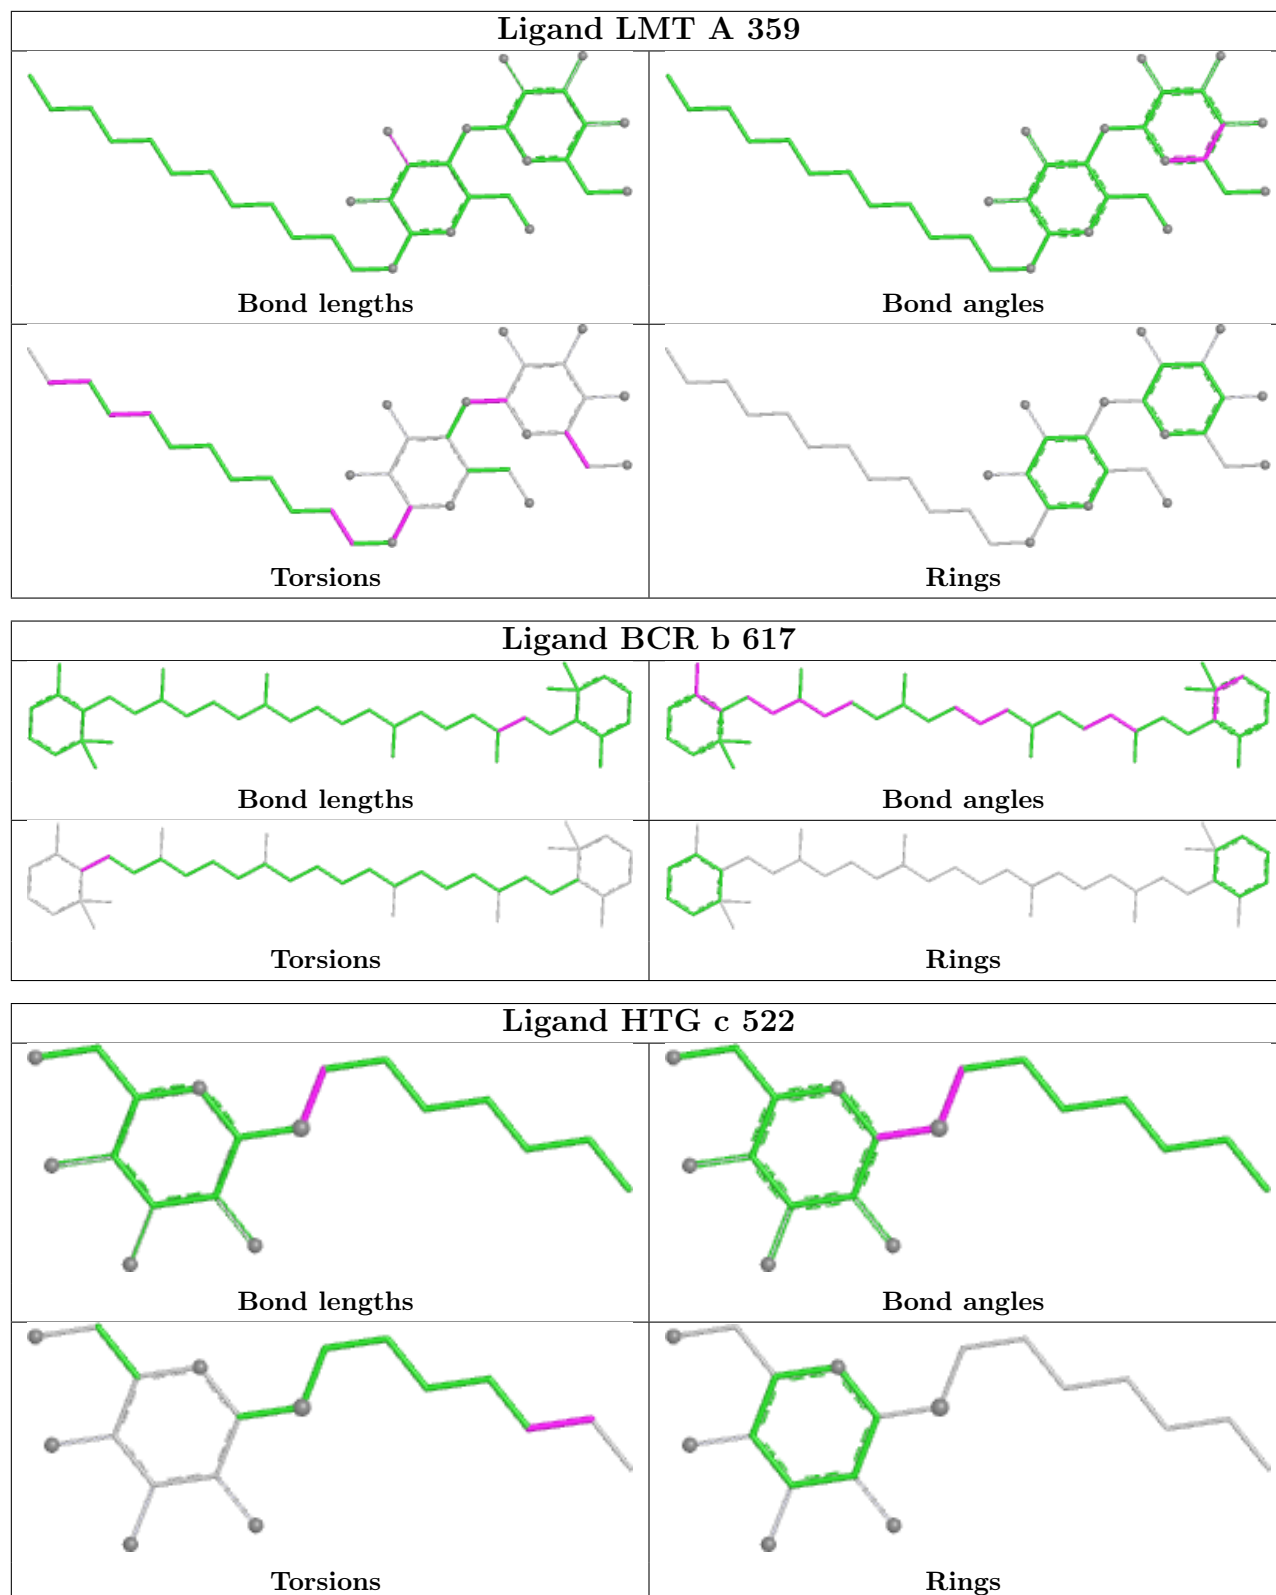 Ligand LMT A 359
Bond lengths
Bond angles
Torsions
Rings
Ligand BCR b 617
Bond lengths
Bond angles
Torsions
Rings
Ligand HTG c 522
Bond lengths
Bond angles
Torsions
Rings